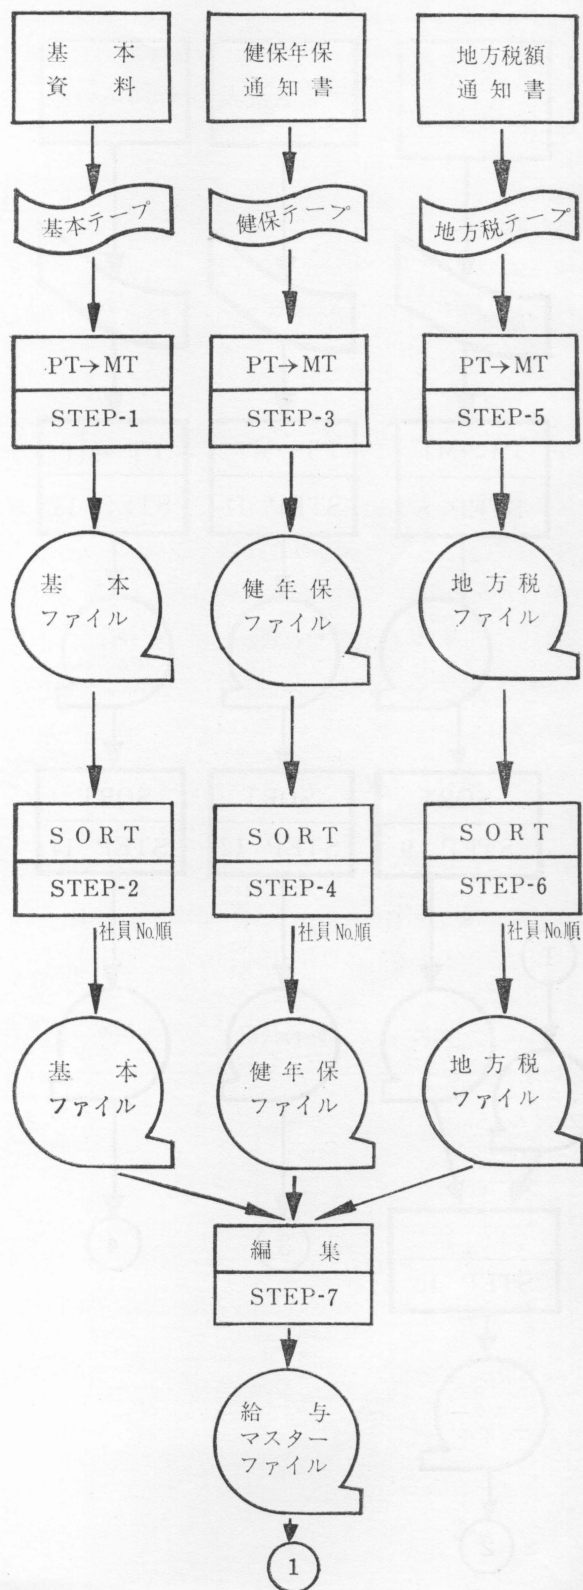 基本
資料
健保年保
通知書
地方税額
通知書
基本テープ
健保テープ
地方税テープ
PT→MT
STEP-1
PT→MT
STEP-3
PT→MT
STEP-5
基本
ファイル
健年保
ファイル
地方税
ファイル
SORT
STEP-2
社員No.順
SORT
STEP-4
社員No.順
SORT
STEP-6
社員No.順
基本
ファイル
健年保
ファイル
地方税
ファイル
編集
STEP-7
給与
マスター
ファイル
1